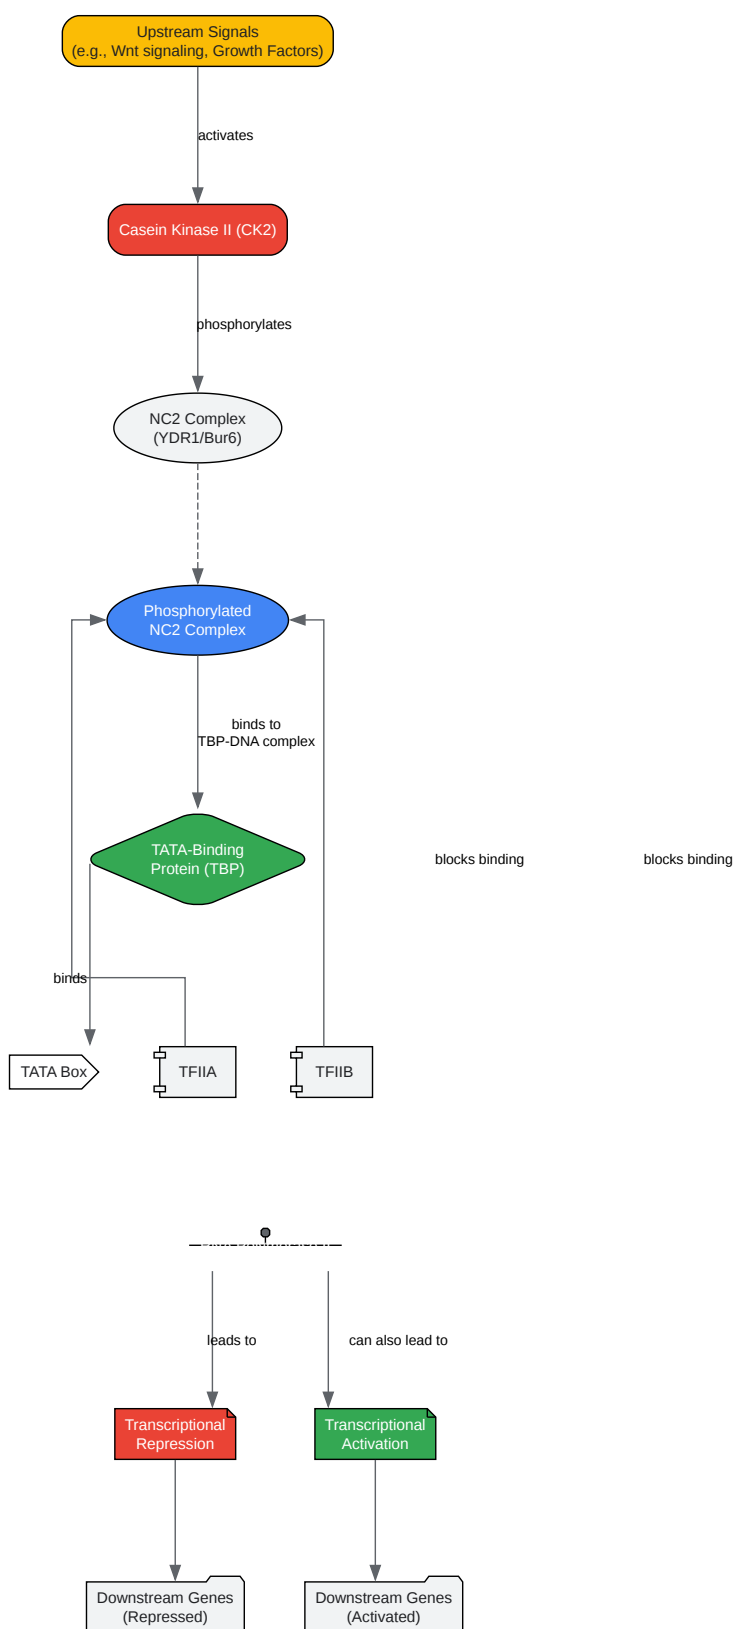 Upstream Signals
(e.g., Wnt signaling, Growth Factors)
activates
Casein Kinase II (CK2)
phosphorylates
NC2 Complex
(YDR1/Bur6)
Phosphorylated
NC2 Complex
binds to
TBP-DNA complex
TATA-Binding
Protein (TBP)
blocks binding
blocks binding
binds
TATA Box
TFIIA
TFIIB
leads to
can also lead to
Transcriptional
Repression
Transcriptional
Activation
Downstream Genes
(Repressed)
Downstream Genes
(Activated)